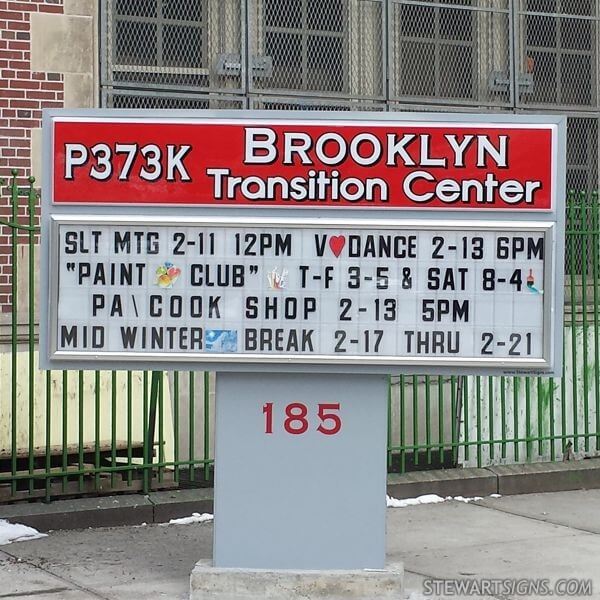 P373K BROOKLYN
Transition Center
SLT MTG 2-11 12PM V❤DANCE 2-13 6PM
"PAINT CLUB" T-F 3-5 & SAT 8-4
PA\COOK SHOP 2-13 5PM
MID WINTER BREAK 2-17 THRU 2-21
185
STEWARTSIGNS.COM